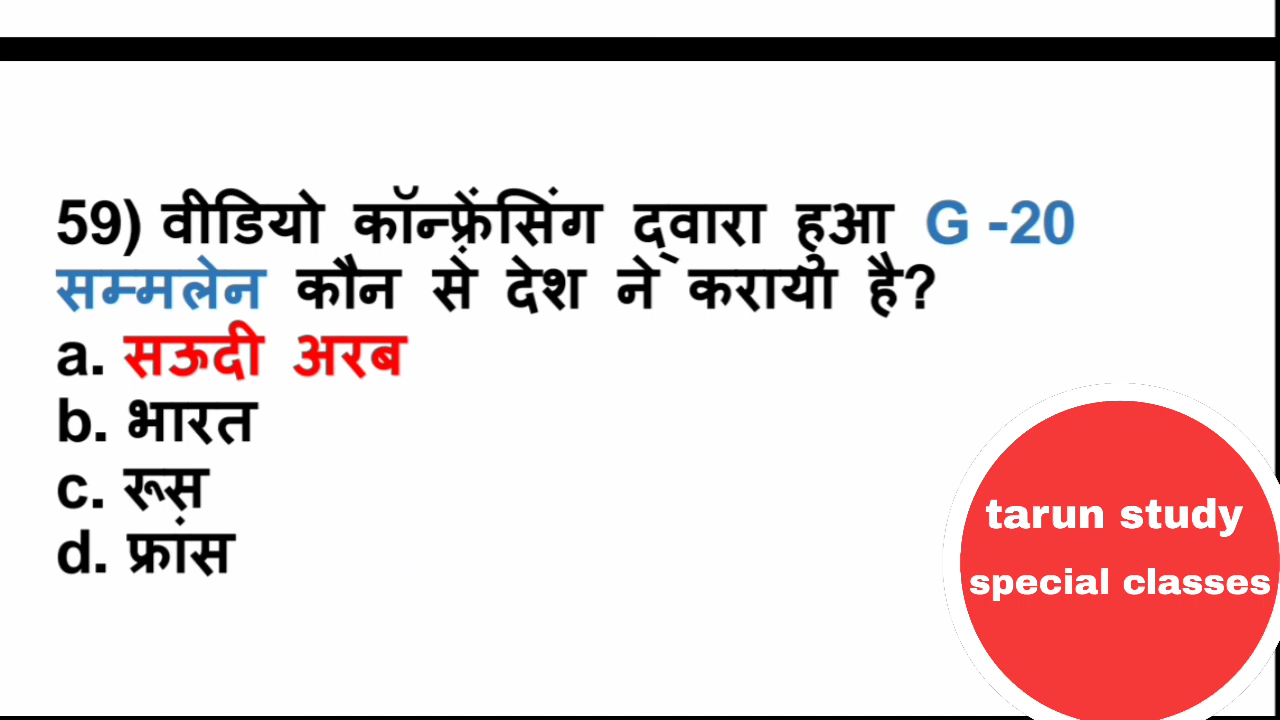 59) वीडियो कॉन्फ्रेंसिंग द्वारा हुआ G -20
सम्मलेन कौन से देश ने कराया है?
a. सऊदी अरब
b. भारत
c. रूस
d. फ्रांस
tarun study
special classes